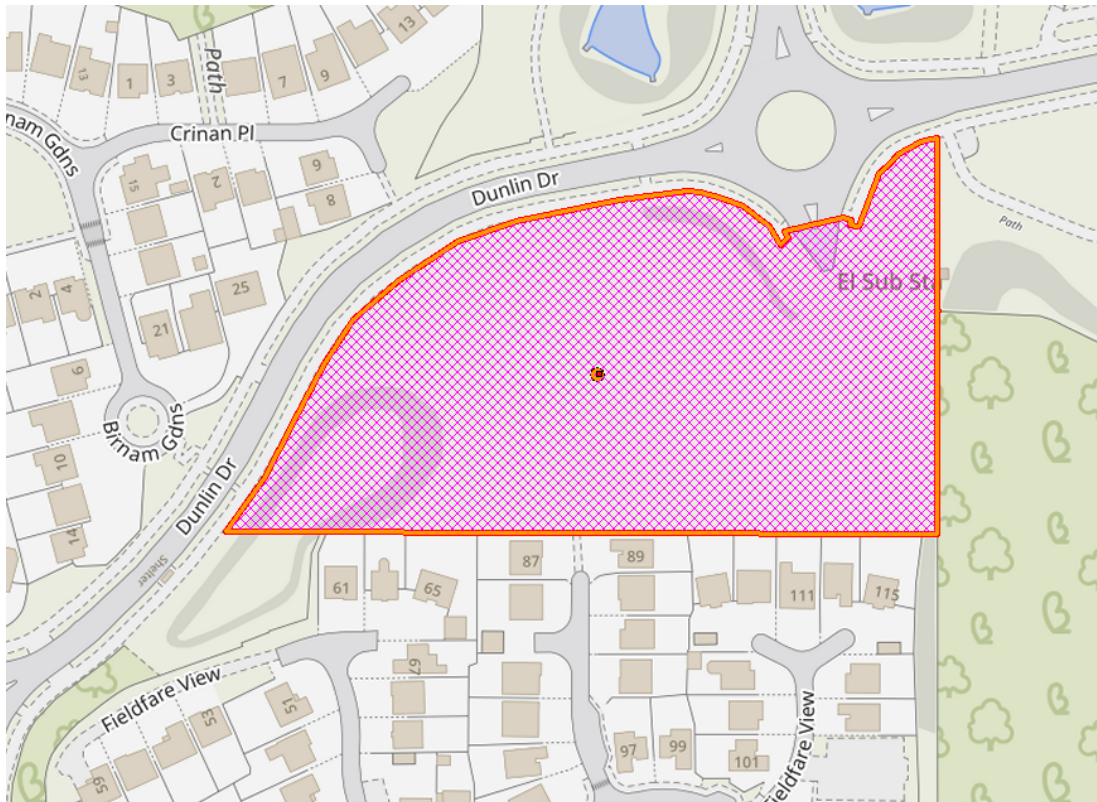 13
13
1
3
Path
7
9
nam Gdns
Crinan Pl
15
2
9
8
Dunlin Dr
Path
El Sub Sta
2
4
25
21
6
Birnam Gdns
10
14
Dunlin Dr
Shelter
61
65
87
89
111
115
67
Fieldfare View
51
53
59
97
99
101
Fieldfare View